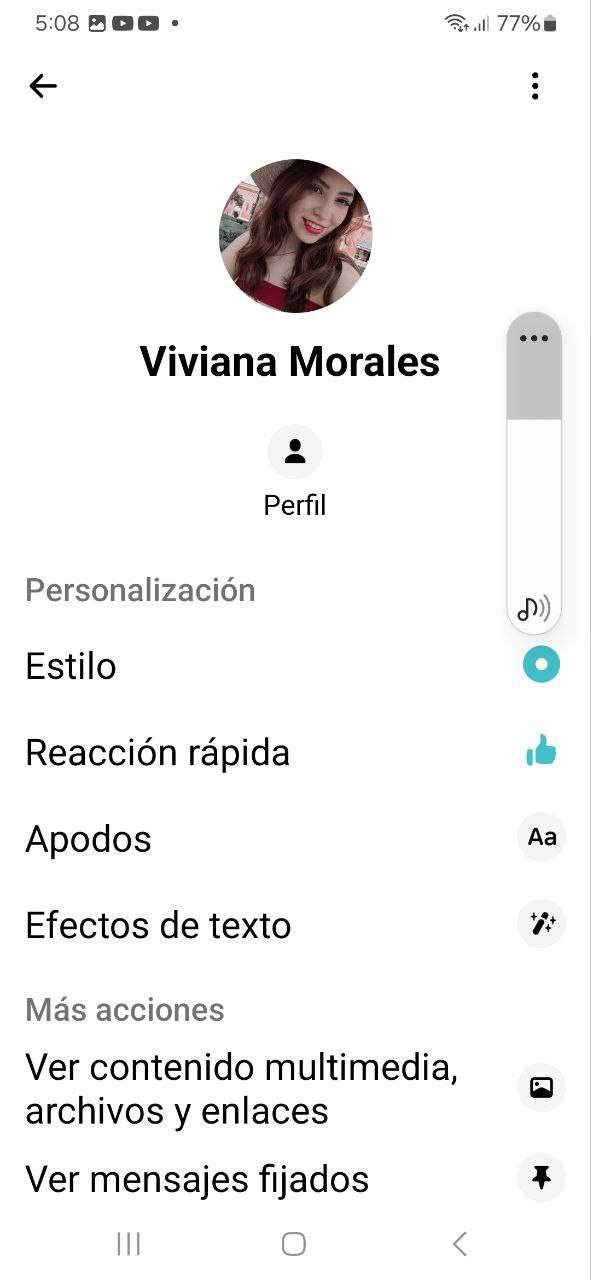 5:08
77%
Viviana Morales
Perfil
Personalización
Estilo
Reacción rápida
Apodos
Aa
Efectos de texto
Más acciones
Ver contenido multimedia,
archivos y enlaces
Ver mensajes fijados